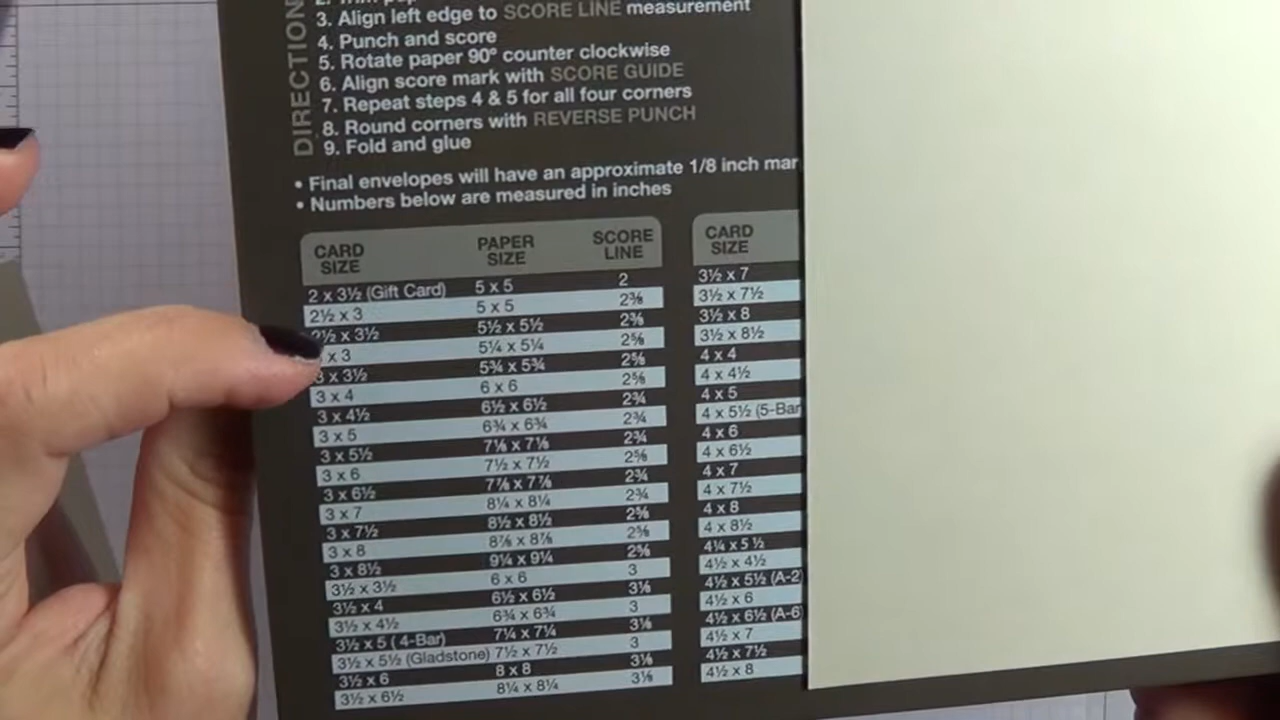 DIRECTION
3. Align left edge to SCORE LINE measurement
4. Punch and score
5. Rotate paper 90° counter clockwise
6. Align score mark with SCORE GUIDE
7. Repeat steps 4 & 5 for all four corners
8. Round corners with REVERSE PUNCH
9. Fold and glue
• Final envelopes will have an approximate 1/8 inch mar
• Numbers below are measured in inches
CARD SIZE PAPER SIZE SCORE LINE
2 x 3½ (Gift Card) 5 x 5 2
2½ x 3 5 x 5 2⅜
2½ x 3½ 5½ x 5½ 2⅜
x 3 5¼ x 5¼ 2⅝
3 x 3½ 5¾ x 5¾ 2⅝
3 x 4 6 x 6 2⅝
3 x 4½ 6½ x 6½ 2¾
3 x 5 6¾ x 6¾ 2¾
3 x 5½ 7⅛ x 7⅛ 2¾
3 x 6 7½ x 7½ 2⅝
3 x 6½ 7⅞ x 7⅞ 2¾
3 x 7 8¼ x 8¼ 2¾
3 x 7½ 8½ x 8½ 2⅝
3 x 8 8⅞ x 8⅞ 2⅝
3 x 8½ 9¼ x 9¼ 2⅝
3½ x 3½ 6 x 6 3
3½ x 4 6½ x 6½ 3⅛
3½ x 4½ 6¾ x 6¾ 3
3½ x 5 ( 4-Bar) 7¼ x 7¼ 3⅛
3½ x 5½ (Gladstone) 7½ x 7½ 3
3½ x 6 8 x 8 3⅛
3½ x 6½ 8¼ x 8¼ 3⅛
CARD SIZE
3½ x 7
3½ x 7½
3½ x 8
3½ x 8½
4 x 4
4 x 4½
4 x 5
4 x 5½ (5-Bar
4 x 6
4 x 6½
4 x 7
4 x 7½
4 x 8
4 x 8½
4¼ x 5 ½
4½ x 4½
4½ x 5½ (A-2
4½ x 6
4½ x 6½ (A-6
4½ x 7
4½ x 7½
4½ x 8